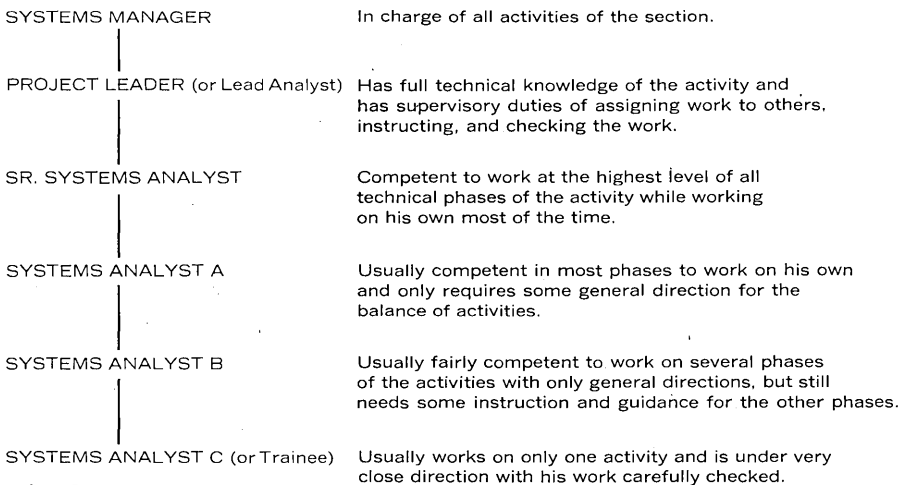 SYSTEMS MANAGER
In charge of all activities of the section.
PROJECT LEADER (or Lead Analyst)
Has full technical knowledge of the activity and
has supervisory duties of assigning work to others,
instructing, and checking the work.
SR. SYSTEMS ANALYST
Competent to work at the highest level of all
technical phases of the activity while working
on his own most of the time.
SYSTEMS ANALYST A
Usually competent in most phases to work on his own
and only requires some general direction for the
balance of activities.
SYSTEMS ANALYST B
Usually fairly competent to work on several phases
of the activities with only general directions, but still
needs some instruction and guidance for the other phases.
SYSTEMS ANALYST C (or Trainee)
Usually works on only one activity and is under very
close direction with his work carefully checked.